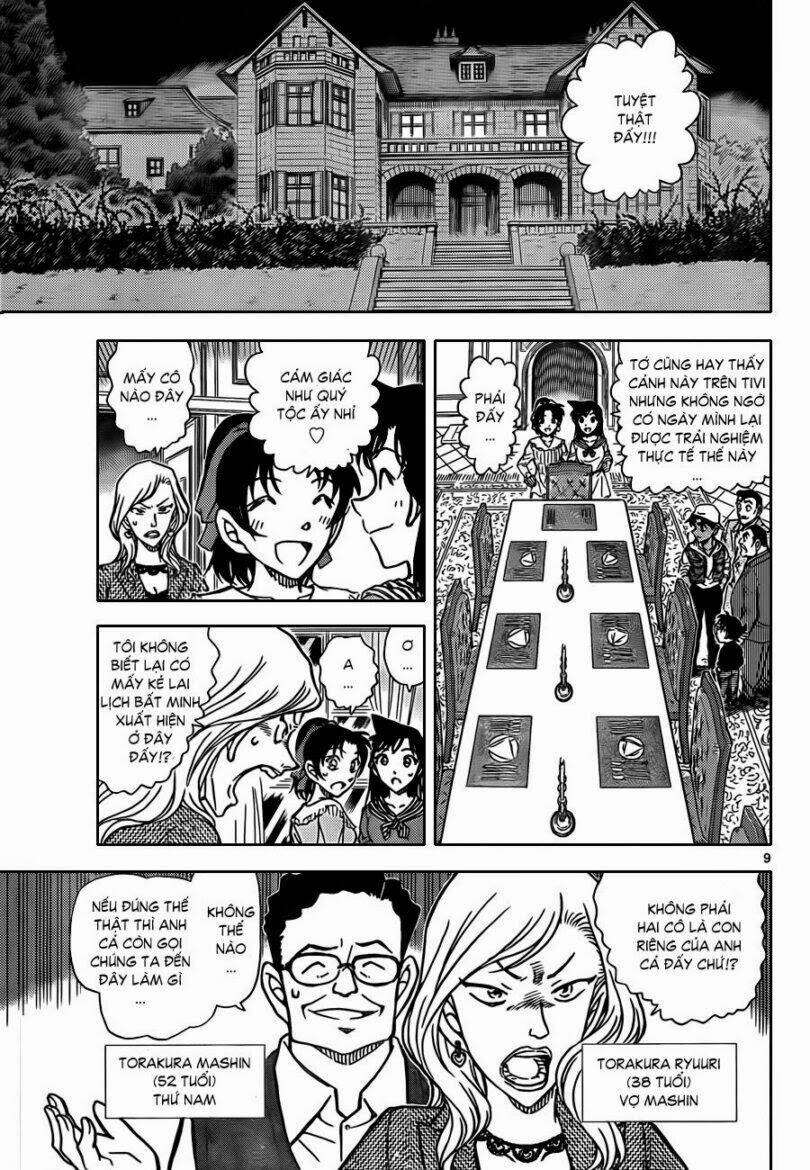 TUYỆT
THẬT
ĐẤY!!!
TỚ CŨNG HAY THẤY
CẢNH NÀY TRÊN TIVI
NHƯNG KHÔNG NGỜ
CÓ NGÀY MÌNH LẠI
ĐƯỢC TRẢI NGHIỆM
THỰC TẾ THẾ NÀY
...
PHẢI
ĐẤY
...
CẢM GIÁC
NHƯ QUÝ
TỘC ẤY NHỈ
♡
MẤY CÔ
NÀO ĐÂY
...
Ơ
...
A
...
TÔI KHÔNG
BIẾT LẠI CÓ
MẤY KẺ LAI
LỊCH BẤT MINH
XUẤT HIỆN
Ở ĐÂY
ĐẤY!?
9
KHÔNG PHẢI
HAI CÔ LÀ CON
RIÊNG CỦA ANH
CẢ ĐẤY CHỨ!?
KHÔNG
THỂ
NÀO
...
NẾU ĐÚNG THẾ
THẬT THÌ ANH
CẢ CÒN GỌI
CHÚNG TA ĐẾN
ĐÂY LÀM GÌ
...
TORAKURA RYUURI
(38 TUỔI)
VỢ MASHIN
TORAKURA MASHIN
(52 TUỔI)
THỨ NAM